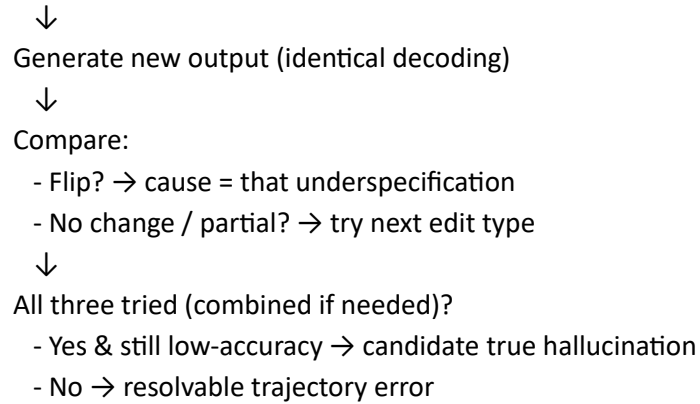 ↓
Generate new output (identical decoding)
↓
Compare:
- Flip? → cause = that underspecification
- No change / partial? → try next edit type
↓
All three tried (combined if needed)?
- Yes & still low-accuracy → candidate true hallucination
- No → resolvable trajectory error